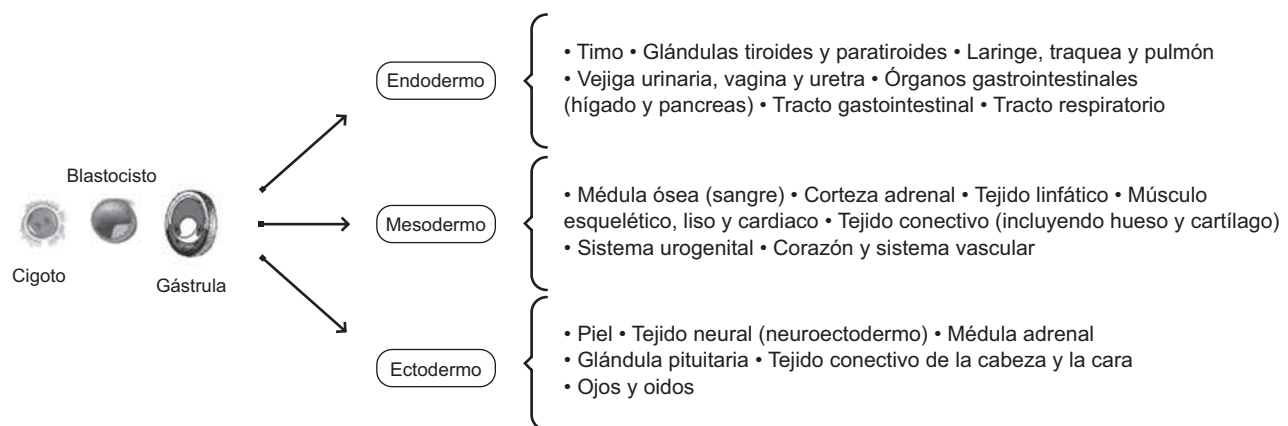 Blastocisto
Cigoto
Gástrula
Endodermo
• Timo • Glándulas tiroides y paratiroides • Laringe, traquea y pulmón
• Vejiga urinaria, vagina y uretra • Órganos gastrointestinales
(hígado y pancreas) • Tracto gastointestinal • Tracto respiratorio
Mesodermo
• Médula ósea (sangre) • Corteza adrenal • Tejido linfático • Músculo
esquelético, liso y cardiaco • Tejido conectivo (incluyendo hueso y cartílago)
• Sistema urogenital • Corazón y sistema vascular
Ectodermo
• Piel • Tejido neural (neuroectodermo) • Médula adrenal
• Glándula pituitaria • Tejido conectivo de la cabeza y la cara
• Ojos y oidos